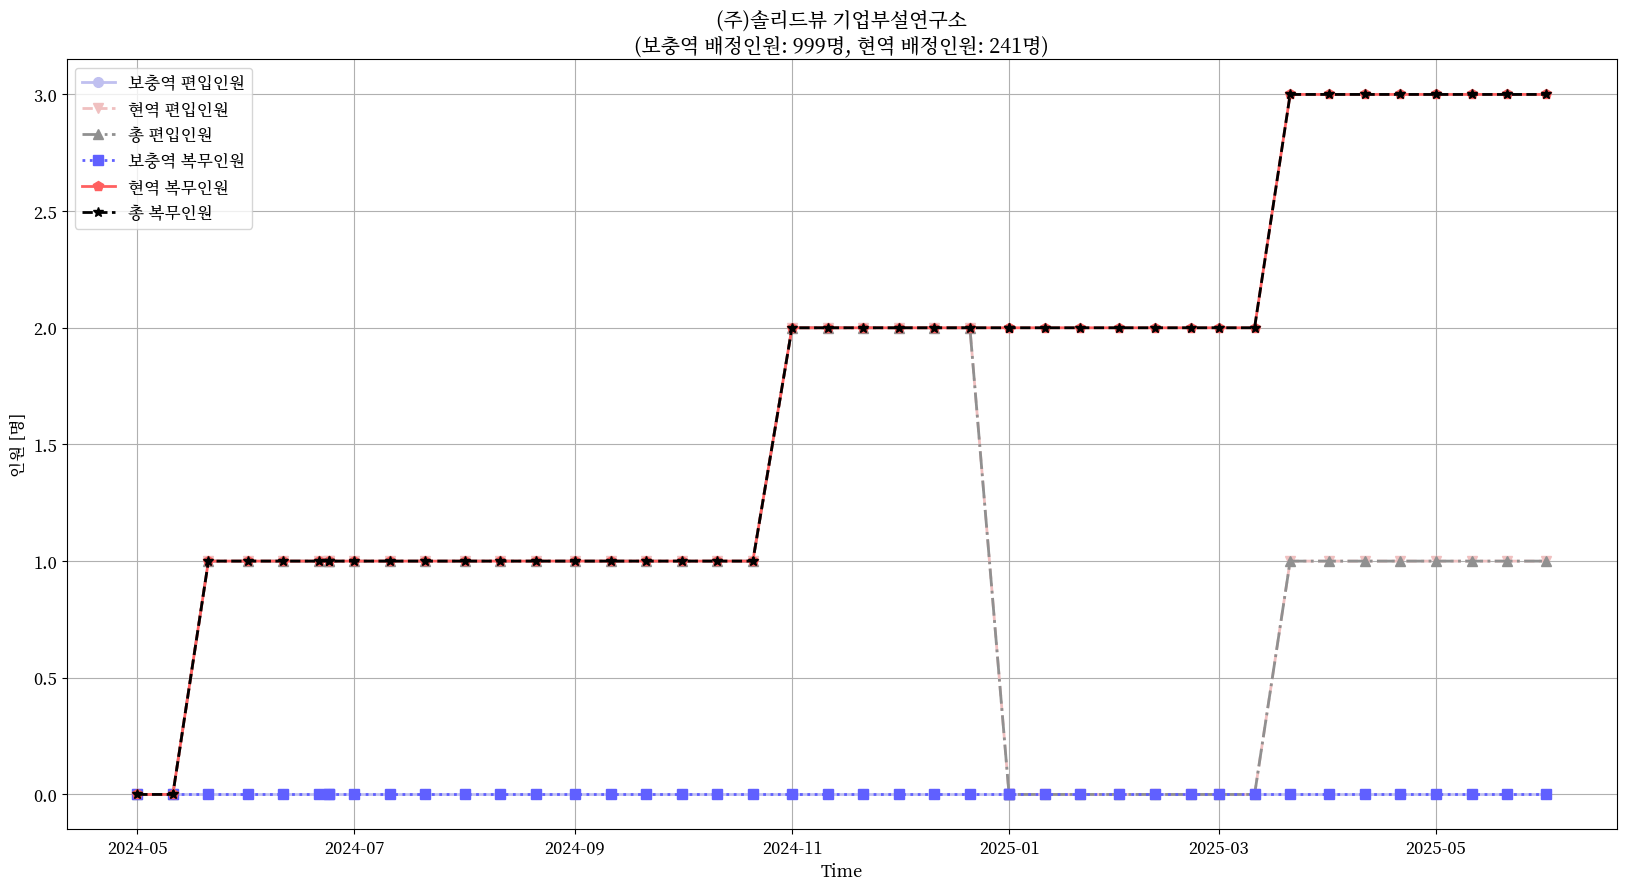 (주)솔리드뷰 기업부설연구소
(보충역 배정인원: 999명, 현역 배정인원: 241명)
보충역 편입인원
현역 편입인원
총 편입인원
보충역 복무인원
현역 복무인원
총 복무인원
3.0
2.5
2.0
1.5
1.0
0.5
0.0
인원 [명]
2024-05 2024-07 2024-09 2024-11 2025-01 2025-03 2025-05
Time